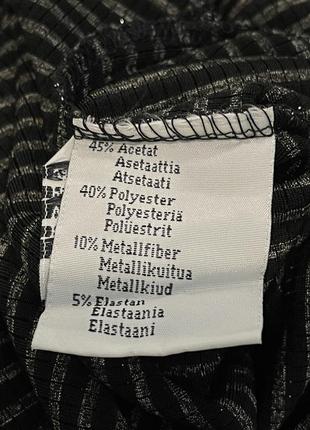 45% Acetat
Asetaattia
Atsetaati
40% Polyester
Polyesteriä
Polüestrit
10% Metallfiber
Metallikuitua
Metallkiud
5% Elastan
Elastaania
Elastaani